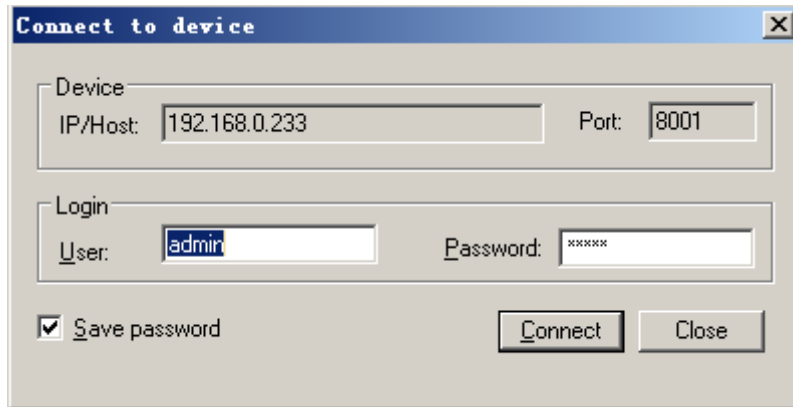 Connect to device
Device
IP/Host: 192.168.0.233 Port: 8001
Login
User: admin Password: *****
Save password Connect Close